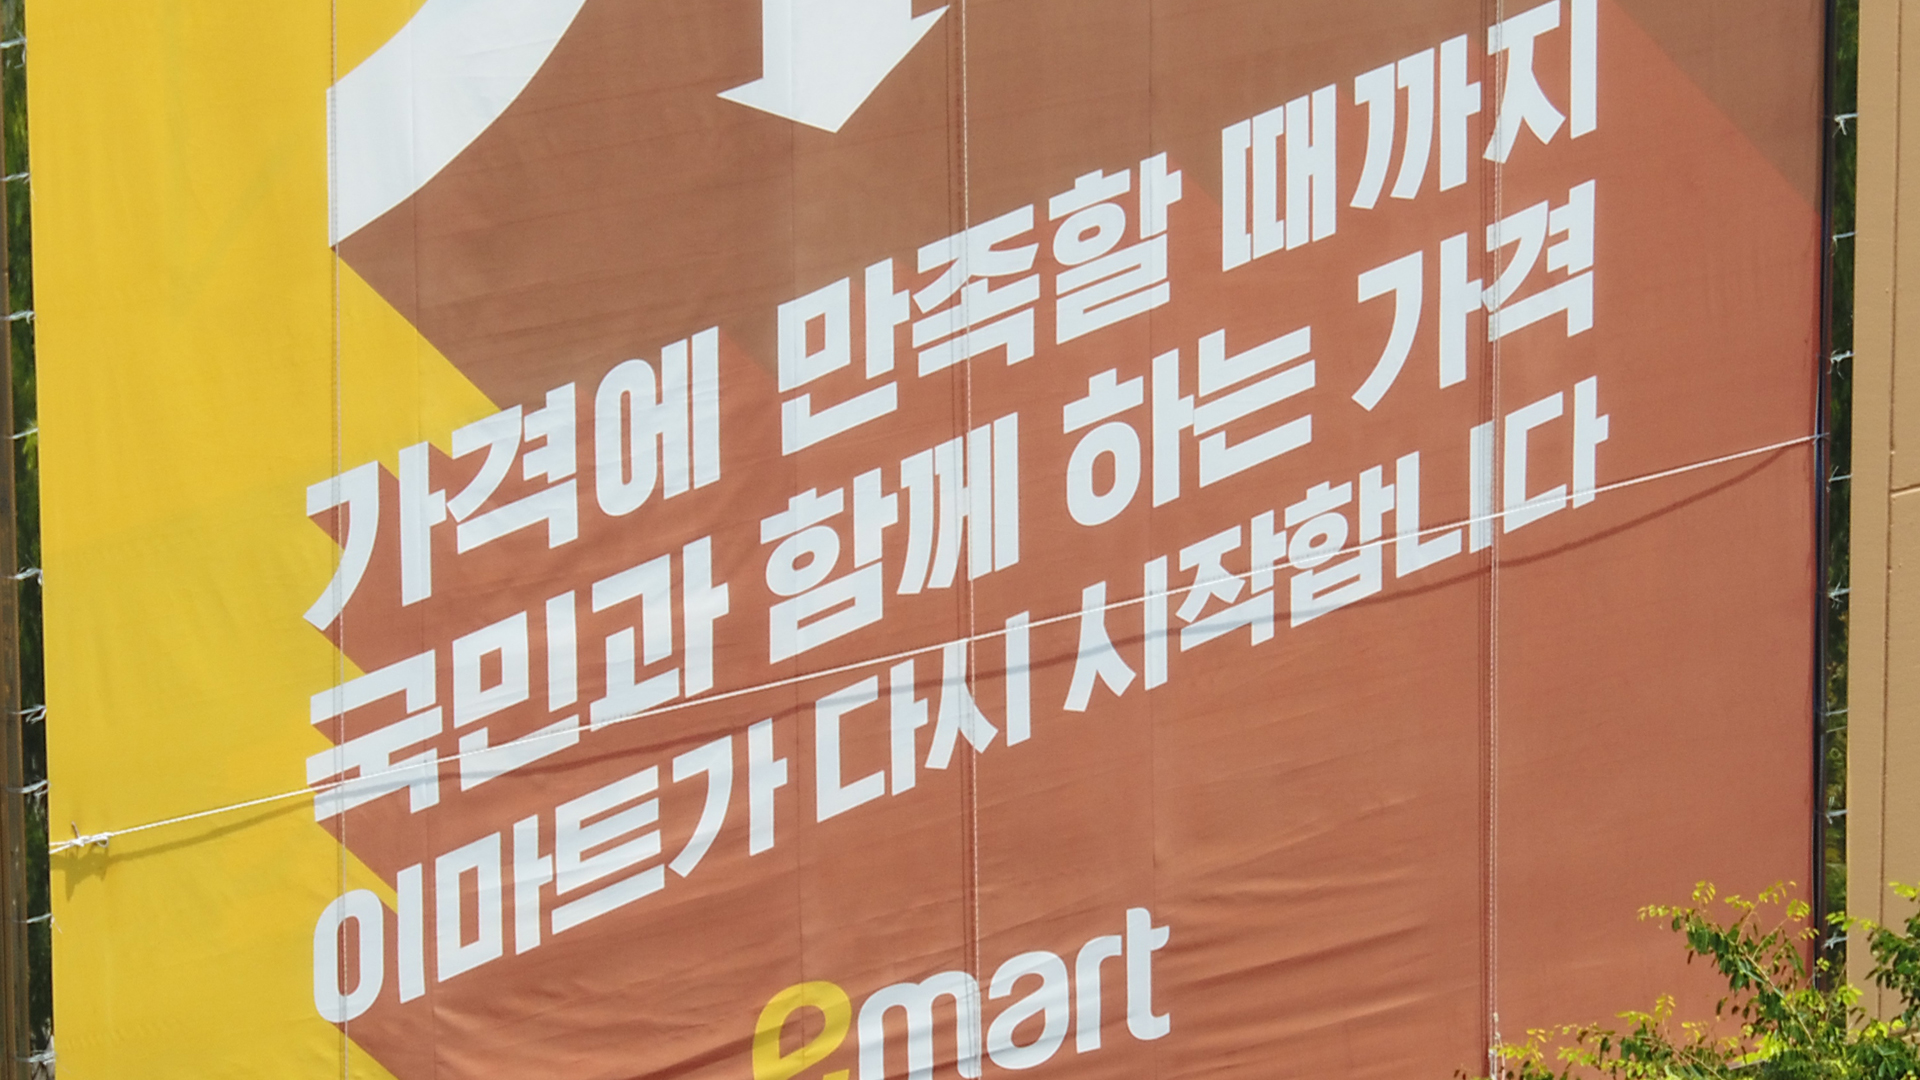 가격에 만족할 때까지
국민과 함께 하는 가격
이마트가 다시 시작합니다
emart